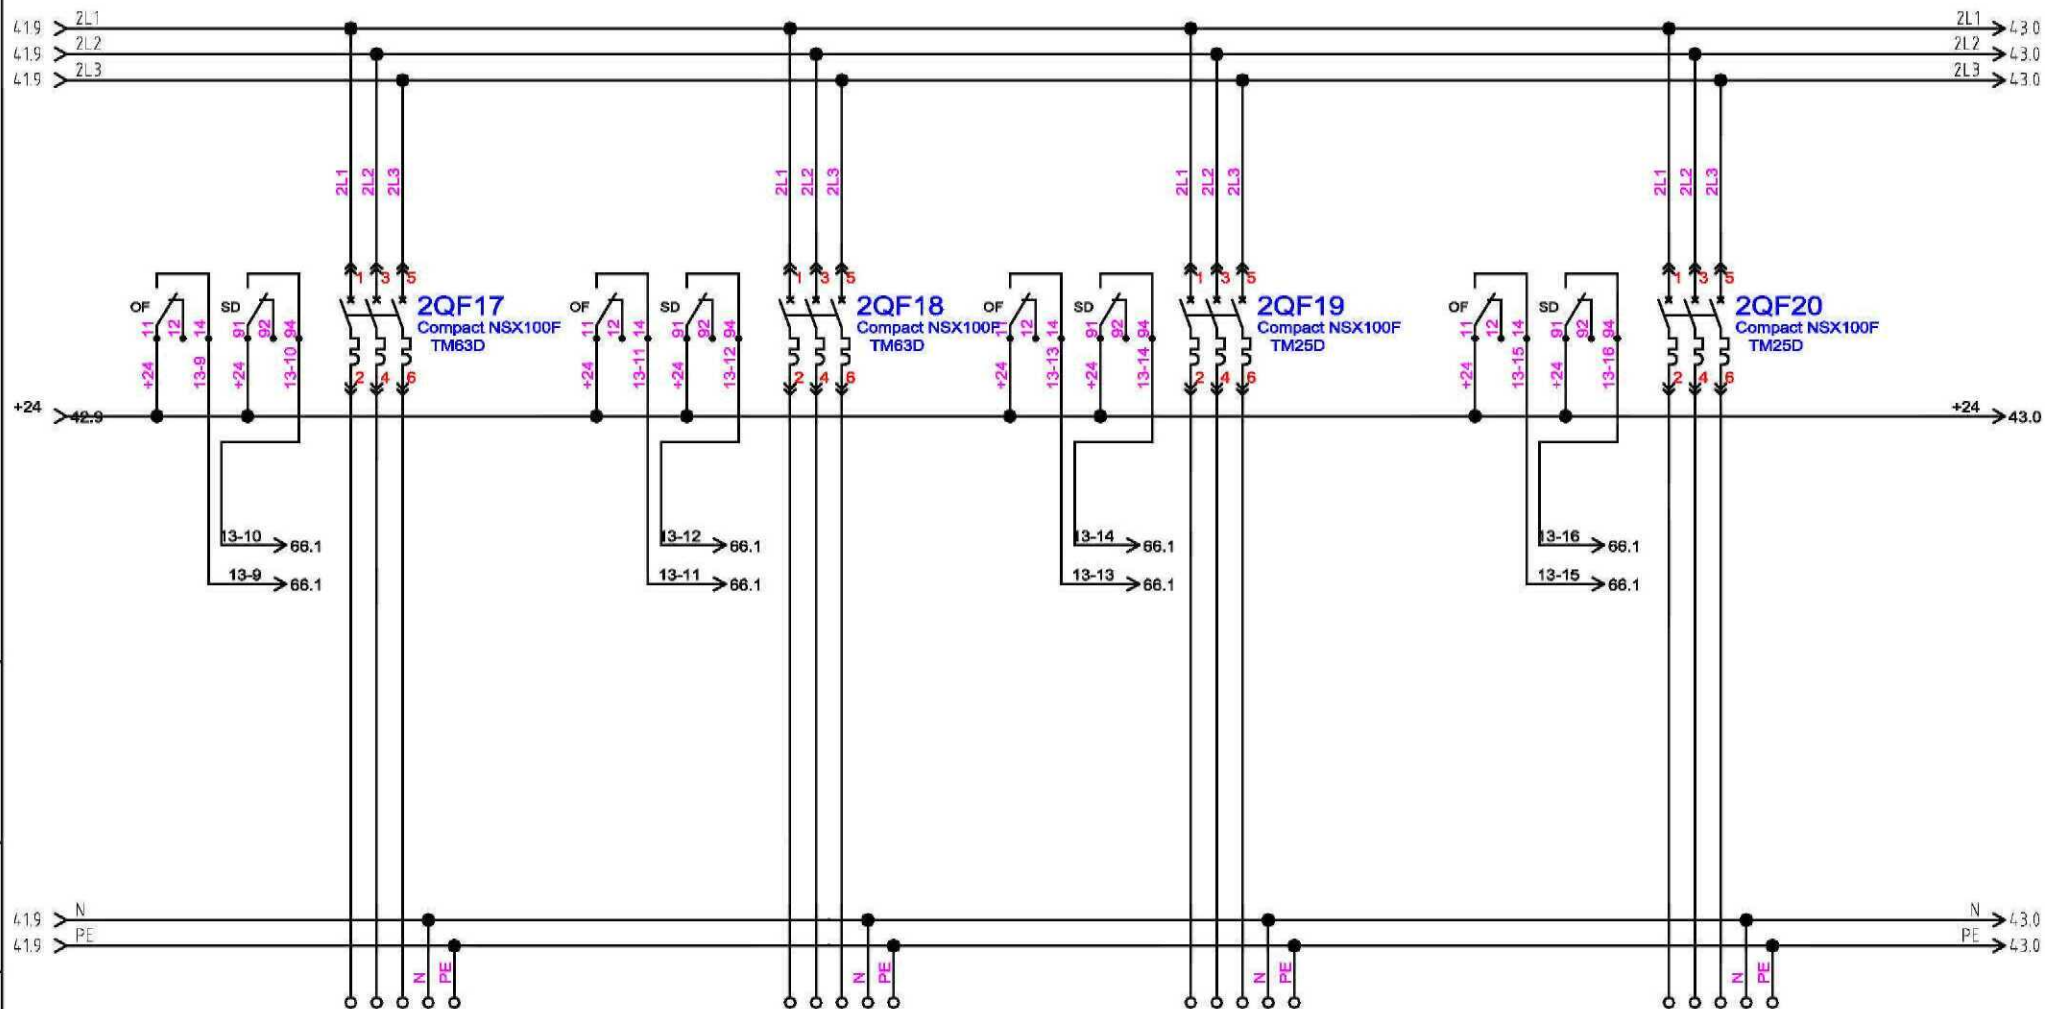 41.9 2L1 2L1 43.0
41.9 2L2 2L2 43.0
41.9 2L3 2L3 43.0
2L1 2L2 2L3 2L1 2L2 2L3 2L1 2L2 2L3 2L1 2L2 2L3
1 3 5 1 3 5 1 3 5 1 3 5
OF SD 2QF17 OF SD 2QF18 OF SD 2QF19 OF SD 2QF20
11 12 14 91 92 94 Compact NSX100F 11 12 14 91 92 94 Compact NSX100F 11 12 14 91 92 94 Compact NSX100F 11 12 14 91 92 94 Compact NSX100F
TM63D TM63D TM25D TM25D
+24 13-9 +24 13-10 2 4 6 +24 13-11 +24 13-12 2 4 6 +24 13-13 +24 13-14 2 4 6 +24 13-15 +24 13-16 2 4 6
+24 42.9 +24 43.0
13-10 66.1 13-12 66.1 13-14 66.1 13-16 66.1
13-9 66.1 13-11 66.1 13-13 66.1 13-15 66.1
41.9 N N 43.0
41.9 PE PE 43.0
N PE N PE N PE N PE